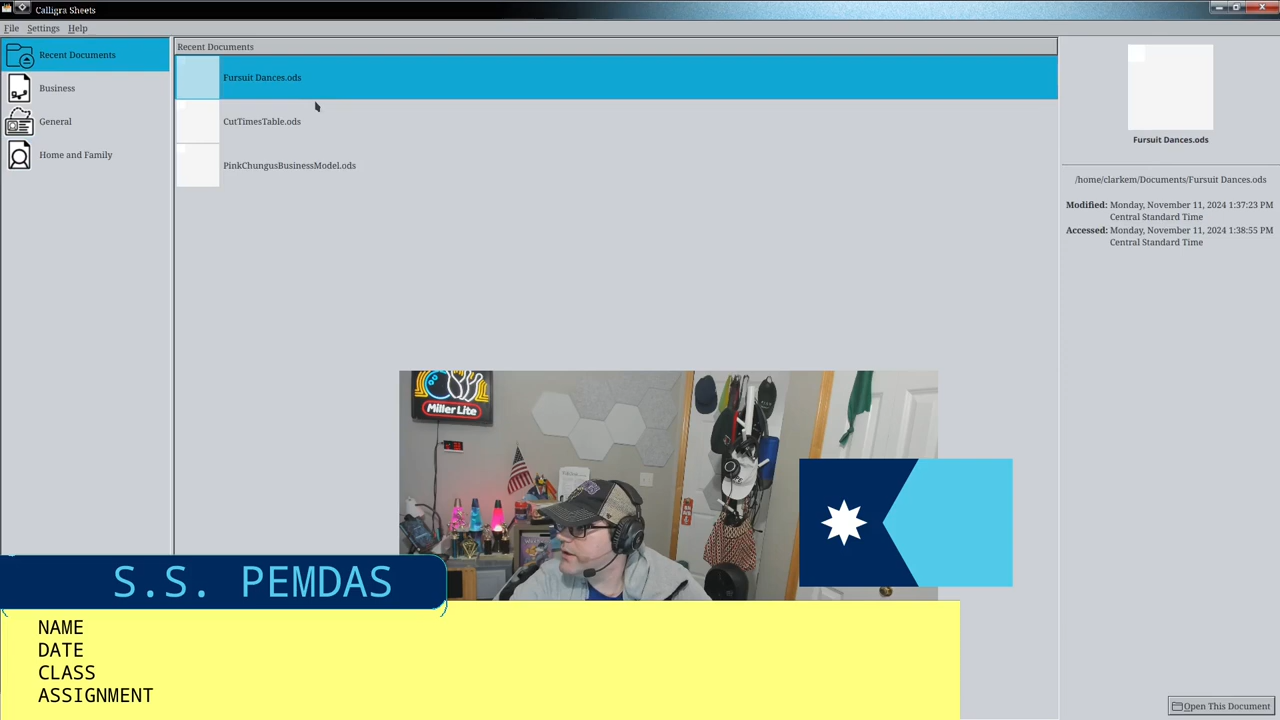 Calligra Sheets
File Settings Help
Recent Documents
Business
General
Home and Family
Recent Documents
Fursuit Dances.ods
CutTimesTable.ods
PinkChungusBusinessModel.ods
Fursuit Dances.ods
/home/clarkem/Documents/Fursuit Dances.ods
Modified: Monday, November 11, 2024 1:37:23 PM
Central Standard Time
Accessed: Monday, November 11, 2024 1:38:55 PM
Central Standard Time
Miller Lite
S.S. PEMDAS
NAME
DATE
CLASS
ASSIGNMENT
Open This Document